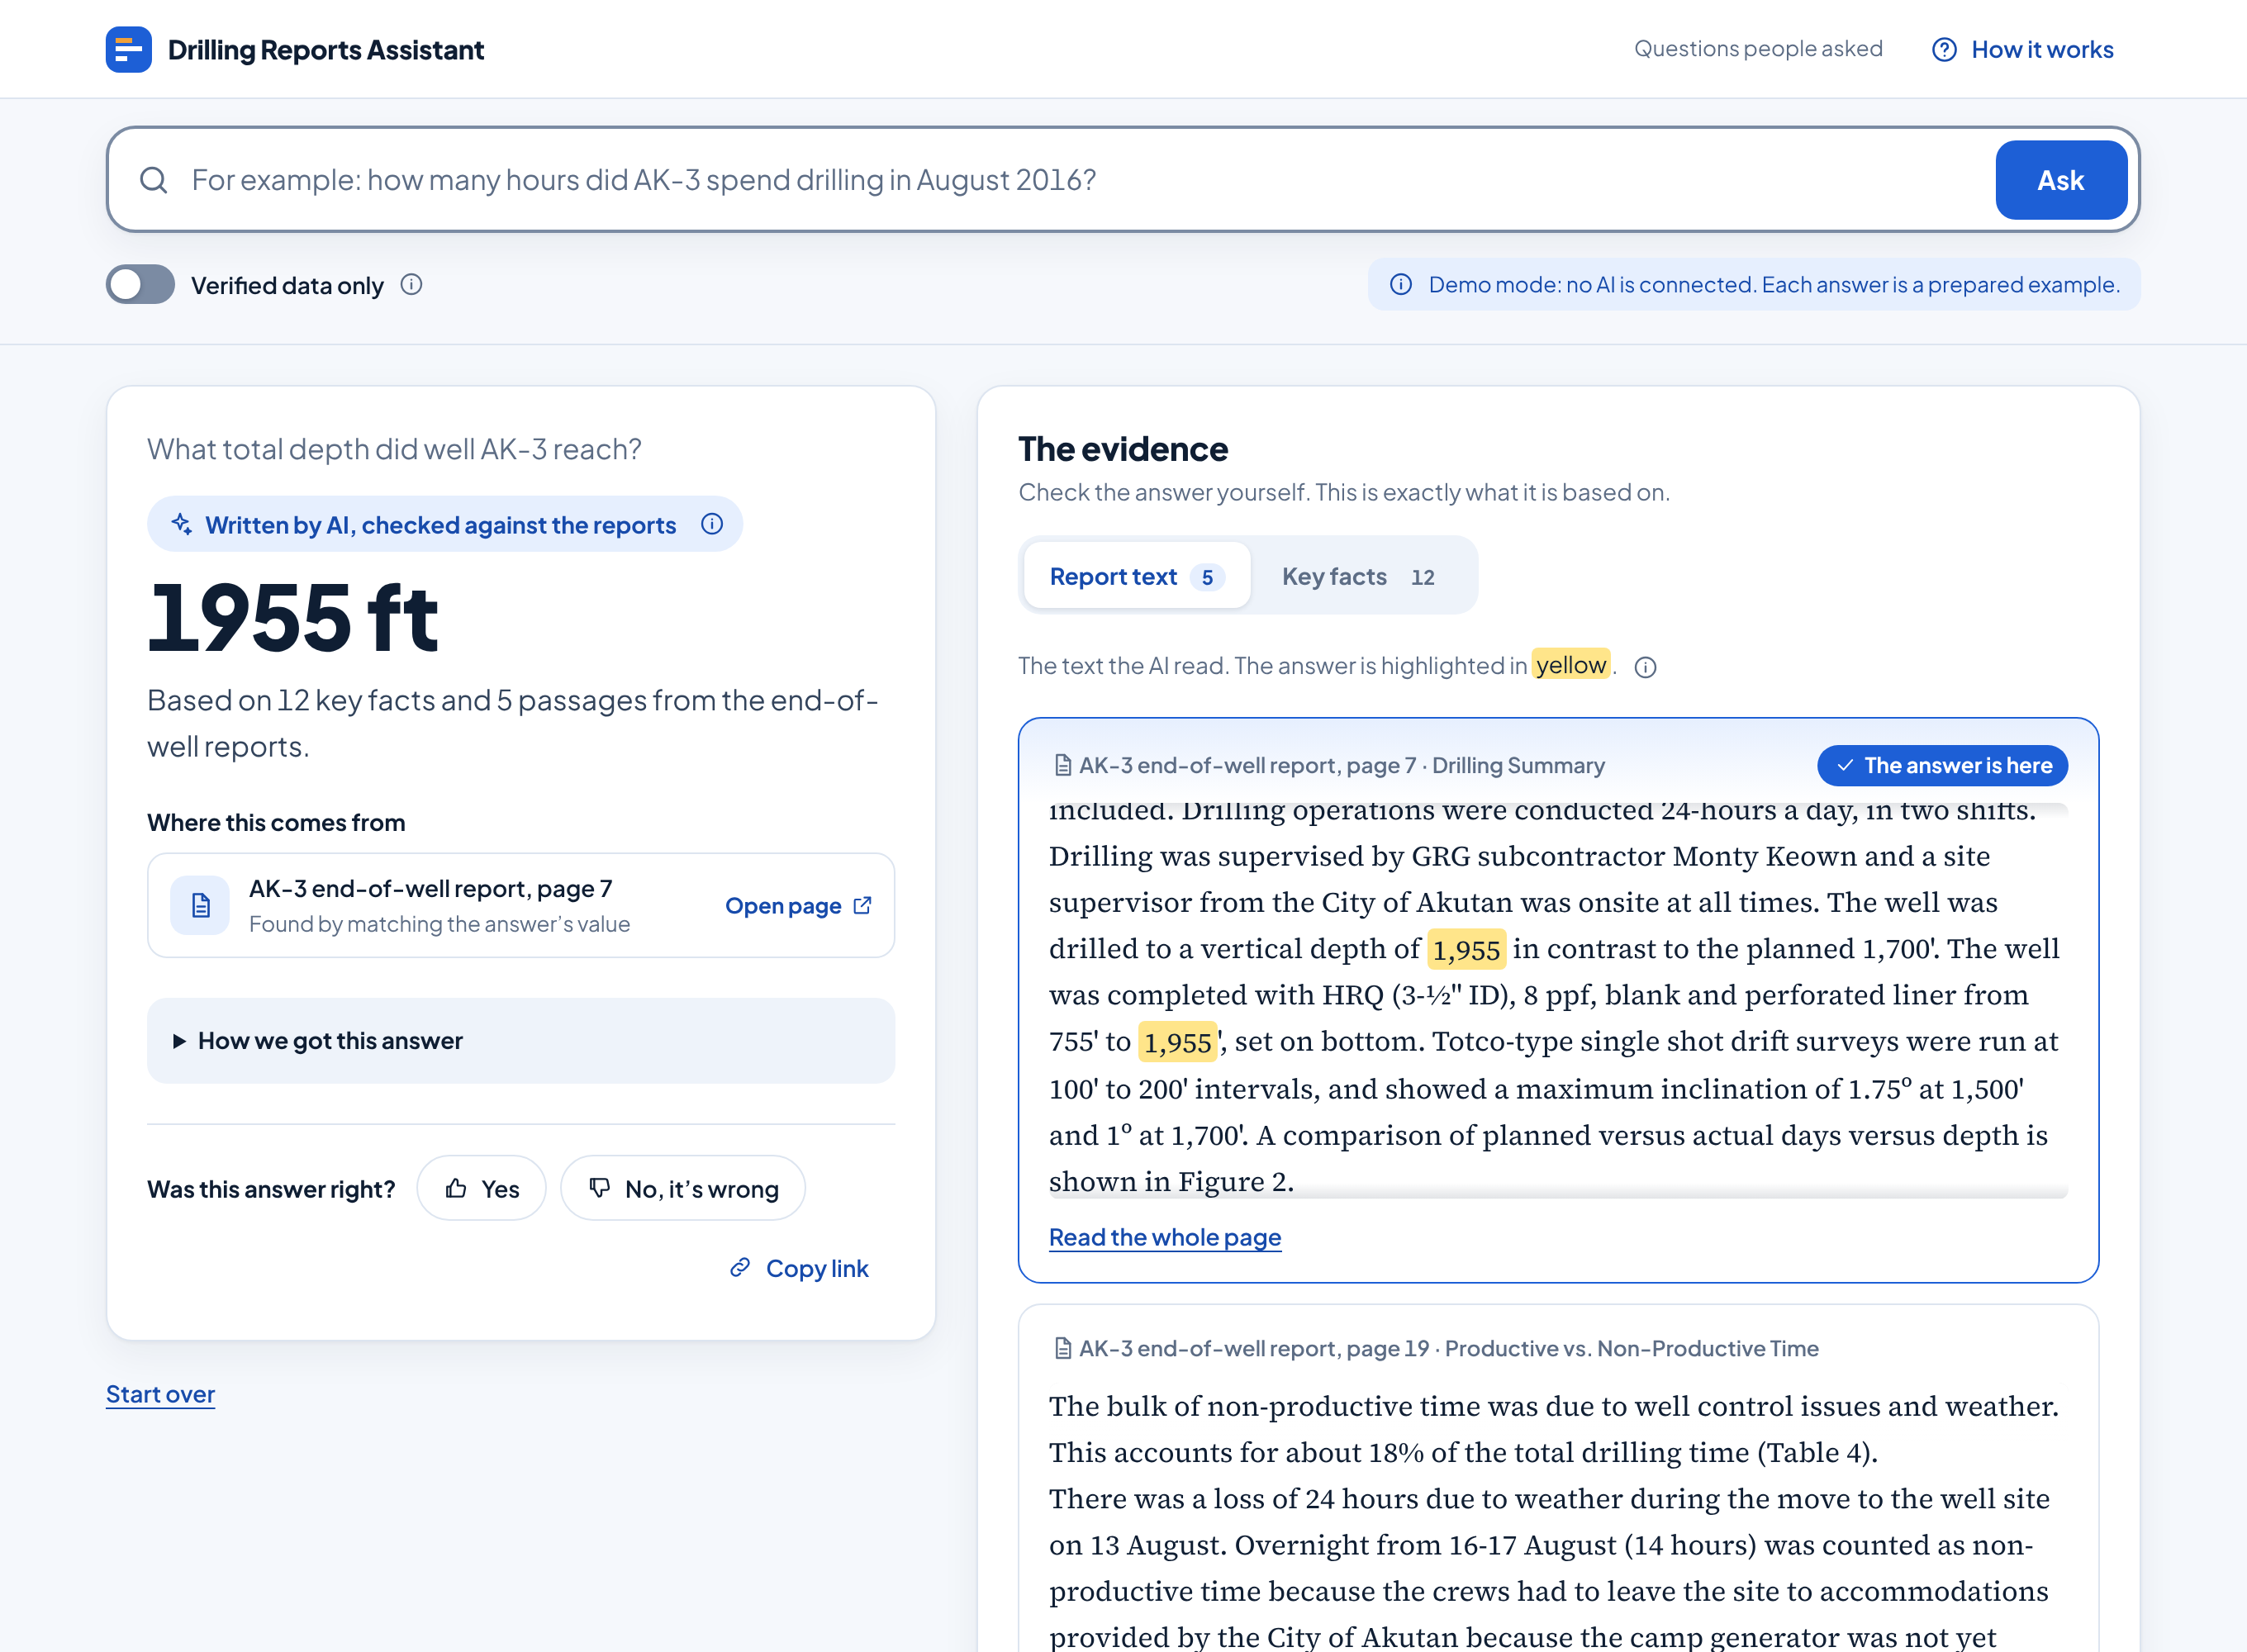 Drilling Reports Assistant
Questions people asked
How it works
For example: how many hours did AK-3 spend drilling in August 2016?
Ask
Verified data only
Demo mode: no AI is connected. Each answer is a prepared example.
What total depth did well AK-3 reach?
Written by AI, checked against the reports
1955 ft
Based on 12 key facts and 5 passages from the end-of-
well reports.
Where this comes from
AK-3 end-of-well report, page 7
Found by matching the answer’s value
Open page
How we got this answer
Was this answer right?
Yes
No, it’s wrong
Copy link
Start over
The evidence
Check the answer yourself. This is exactly what it is based on.
Report text 5
Key facts 12
The text the AI read. The answer is highlighted in yellow.
AK-3 end-of-well report, page 7 · Drilling Summary
The answer is here
included. Drilling operations were conducted 24-hours a day, in two shifts.
Drilling was supervised by GRG subcontractor Monty Keown and a site
supervisor from the City of Akutan was onsite at all times. The well was
drilled to a vertical depth of 1,955 in contrast to the planned 1,700'. The well
was completed with HRQ (3-½" ID), 8 ppf, blank and perforated liner from
755' to 1,955', set on bottom. Totco-type single shot drift surveys were run at
100' to 200' intervals, and showed a maximum inclination of 1.75º at 1,500'
and 1º at 1,700'. A comparison of planned versus actual days versus depth is
shown in Figure 2.
Read the whole page
AK-3 end-of-well report, page 19 · Productive vs. Non-Productive Time
The bulk of non-productive time was due to well control issues and weather.
This accounts for about 18% of the total drilling time (Table 4).
There was a loss of 24 hours due to weather during the move to the well site
on 13 August. Overnight from 16-17 August (14 hours) was counted as non-
productive time because the crews had to leave the site to accommodations
provided by the City of Akutan because the camp generator was not yet